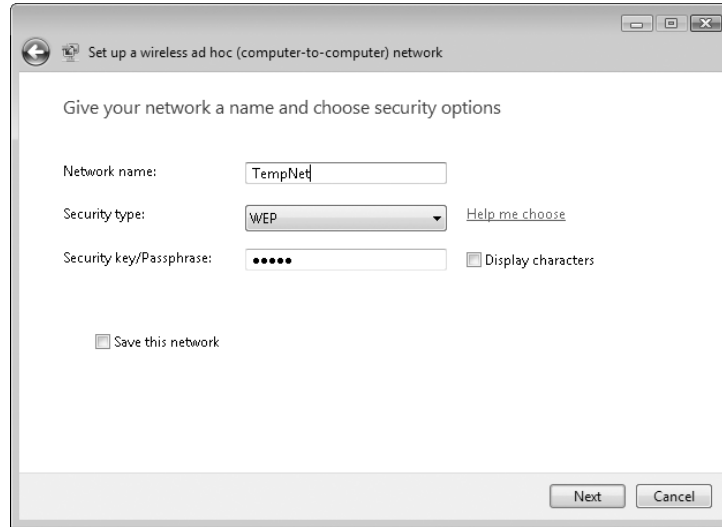 Set up a wireless ad hoc (computer-to-computer) network
Give your network a name and choose security options
Network name: TempNet
Security type: WEP Help me choose
Security key/Passphrase: ••••• Display characters
Save this network
Next Cancel